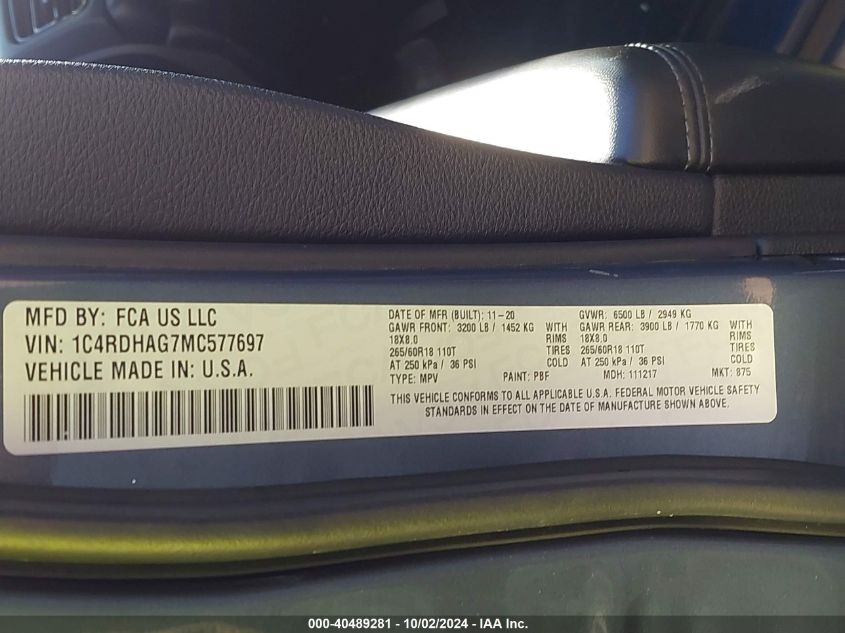 MFD BY: FCA US LLC
VIN: 1C4RDHAG7MC577697
VEHICLE MADE IN: U.S.A.
DATE OF MFR (BUILT): 11-20 GVWR: 6500 LB / 2949 KG
GAWR FRONT: 3200 LB / 1452 KG WITH GAWR REAR: 3900 LB / 1770 KG WITH
18X8.0 RIMS 18X8.0 RIMS
265/60R18 110T TIRES 265/60R18 110T TIRES
AT 250 kPa / 36 PSI COLD AT 250 kPa / 36 PSI COLD
TYPE: MPV PAINT: PBF MDH: 111217 MKT: 875
THIS VEHICLE CONFORMS TO ALL APPLICABLE U.S.A. FEDERAL MOTOR VEHICLE SAFETY
STANDARDS IN EFFECT ON THE DATE OF MANUFACTURE SHOWN ABOVE.
000-40489281 - 10/02/2024 - IAA Inc.